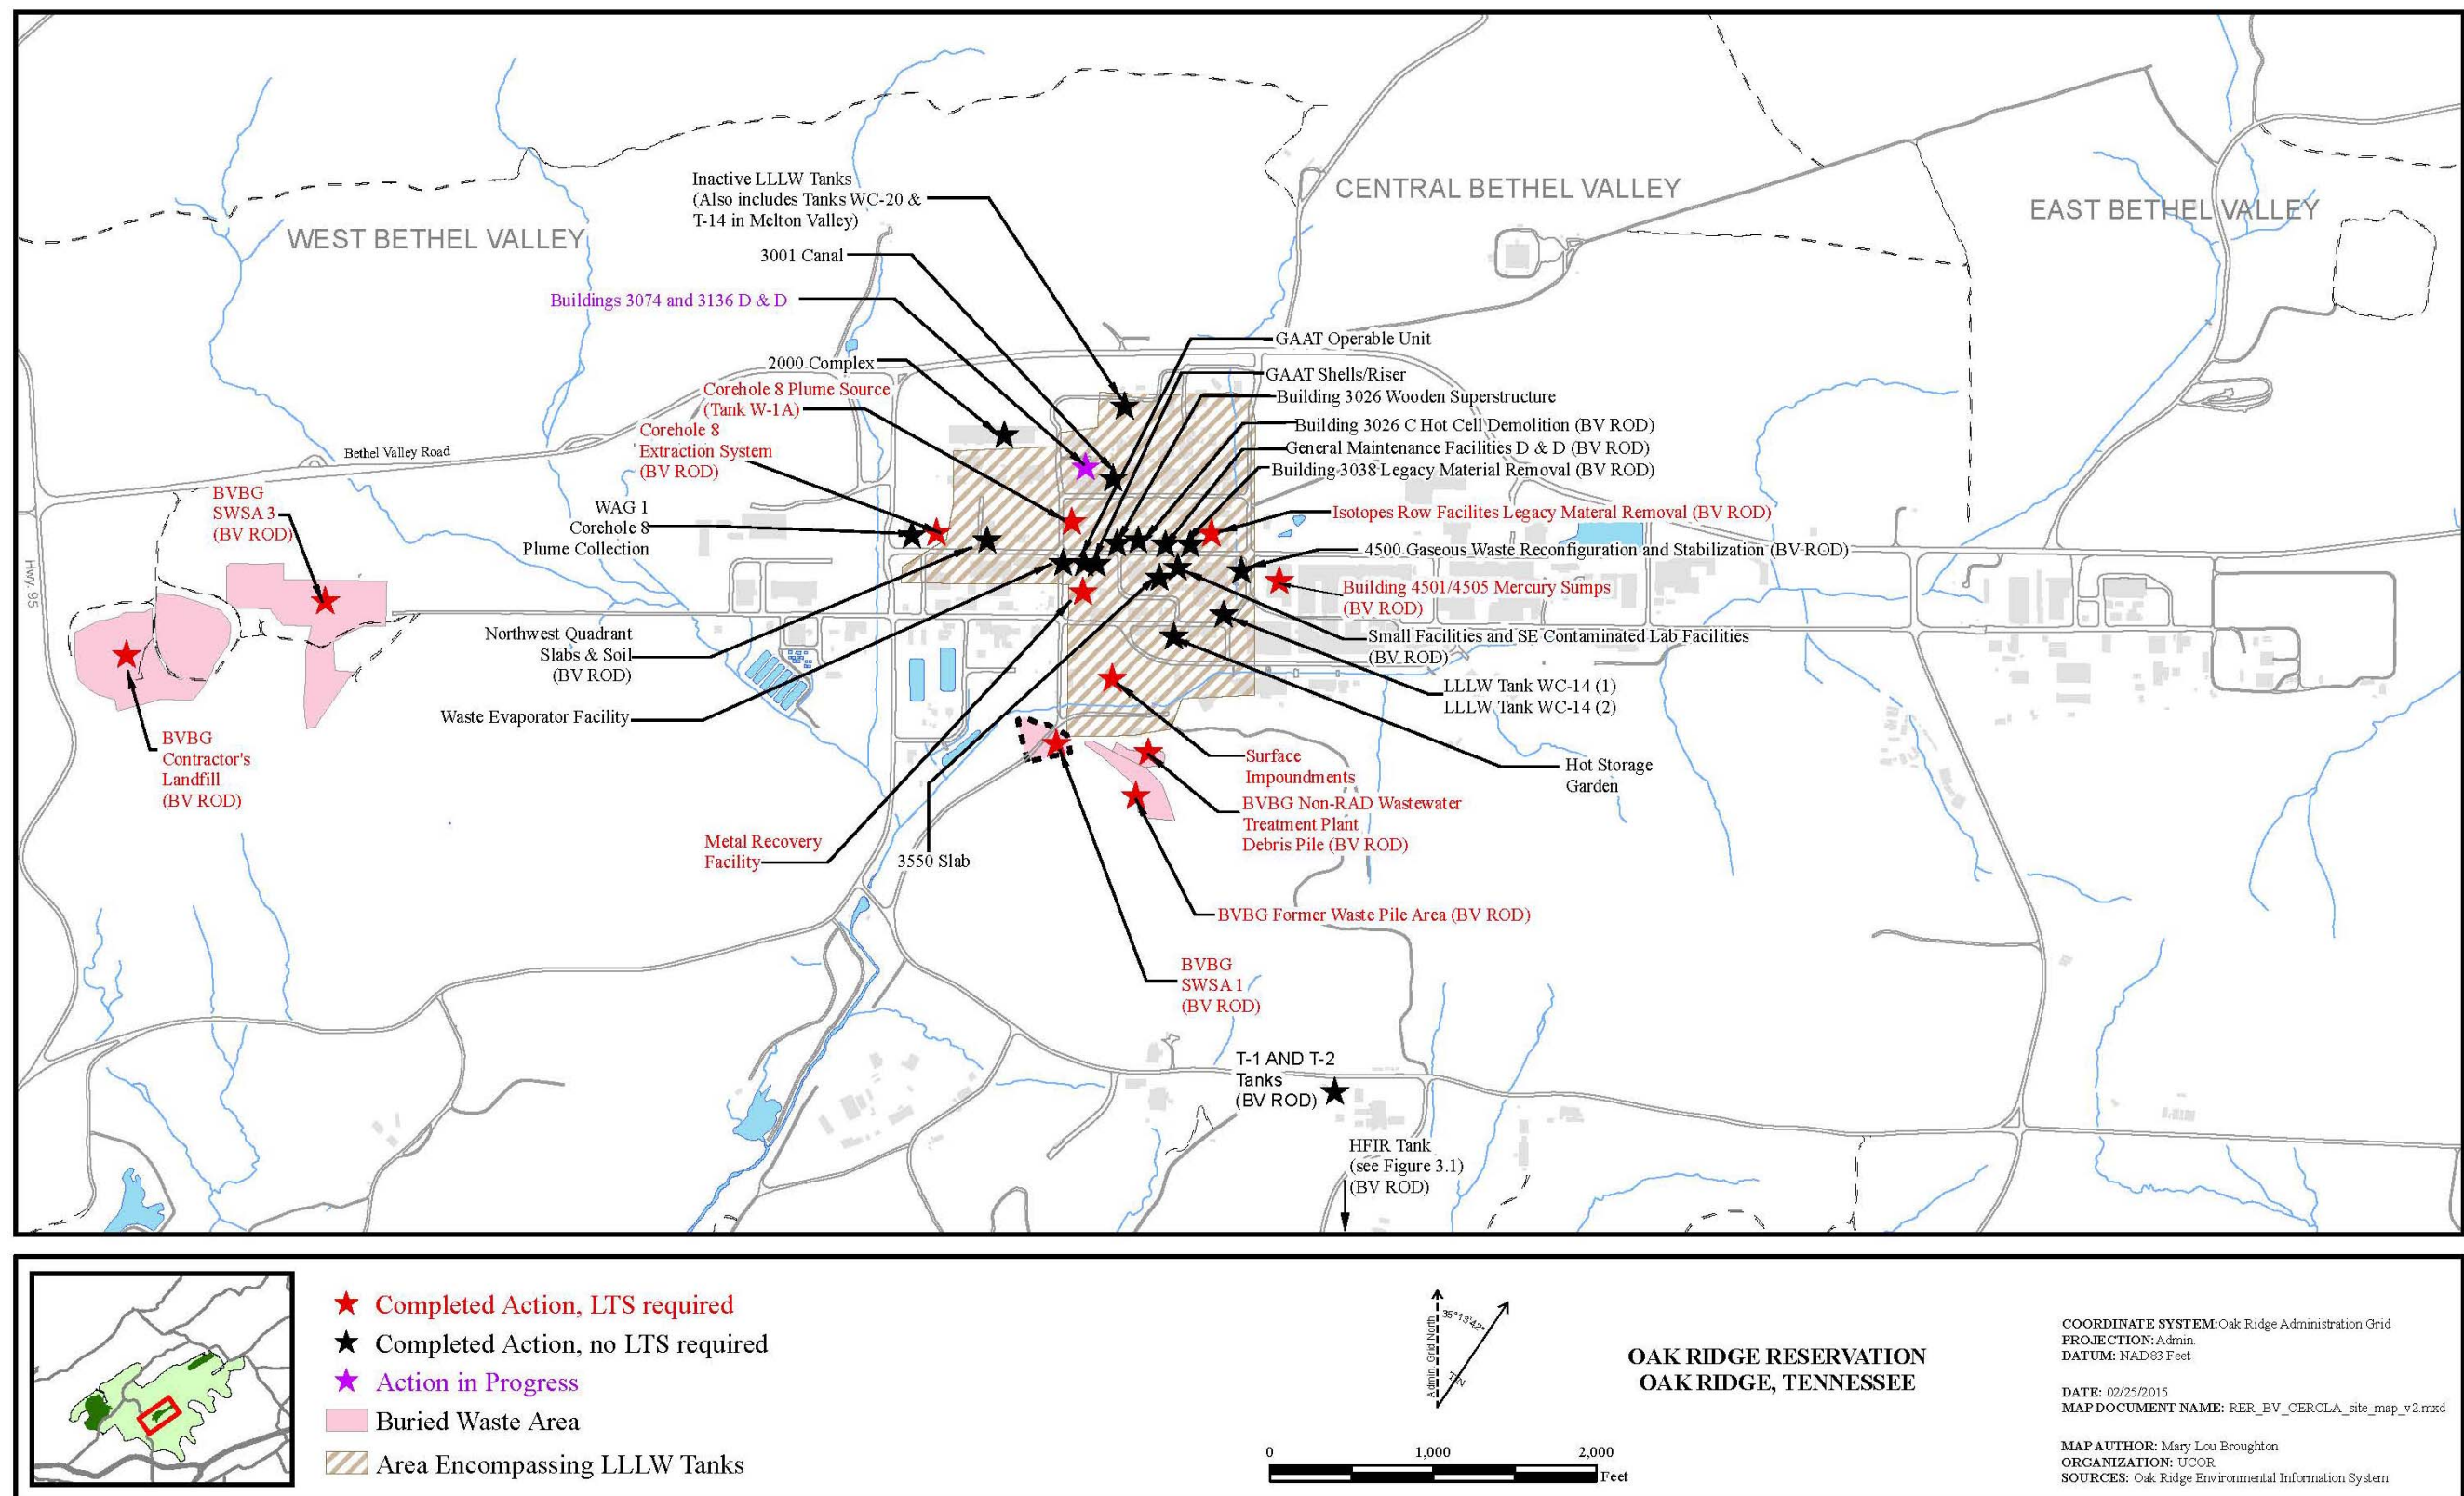 WEST BETHEL VALLEY
CENTRAL BETHEL VALLEY
EAST BETHEL VALLEY
Inactive LLLW Tanks
(Also includes Tanks WC-20 &
T-14 in Melton Valley)
3001 Canal
Buildings 3074 and 3136 D & D
2000 Complex
Corehole 8 Plume Source
(Tank W-1A)
Corehole 8
Extraction System
(BV ROD)
Bethel Valley Road
WAG 1
Corehole 8
Plume Collection
BVBG
SWSA 3
(BV ROD)
Hwy 95
Northwest Quadrant
Slabs & Soil
(BV ROD)
Waste Evaporator Facility
BVBG
Contractor's
Landfill
(BV ROD)
Metal Recovery
Facility
3550 Slab
GAAT Operable Unit
GAAT Shells/Riser
Building 3026 Wooden Superstructure
Building 3026 C Hot Cell Demolition (BV ROD)
General Maintenance Facilities D & D (BV ROD)
Building 3038 Legacy Material Removal (BV ROD)
Isotopes Row Facilites Legacy Materal Removal (BV ROD)
4500 Gaseous Waste Reconfiguration and Stabilization (BV ROD)
Building 4501/4505 Mercury Sumps
(BV ROD)
Small Facilities and SE Contaminated Lab Facilities
(BV ROD)
LLLW Tank WC-14 (1)
LLLW Tank WC-14 (2)
Hot Storage
Garden
Surface
Impoundments
BVBG Non-RAD Wastewater
Treatment Plant
Debris Pile (BV ROD)
BVBG Former Waste Pile Area (BV ROD)
BVBG
SWSA 1
(BV ROD)
T-1 AND T-2
Tanks
(BV ROD)
HFIR Tank
(see Figure 3.1)
(BV ROD)
Completed Action, LTS required
Completed Action, no LTS required
Action in Progress
Buried Waste Area
Area Encompassing LLLW Tanks
Admin. Grid North
35°13'42"
TN
0 1,000 2,000
Feet
OAK RIDGE RESERVATION
OAK RIDGE, TENNESSEE
COORDINATE SYSTEM:Oak Ridge Administration Grid
PROJECTION: Admin.
DATUM: NAD83 Feet
DATE: 02/25/2015
MAP DOCUMENT NAME: RER_BV_CERCLA_site_map_v2.mxd
MAP AUTHOR: Mary Lou Broughton
ORGANIZATION: UCOR
SOURCES: Oak Ridge Environmental Information System